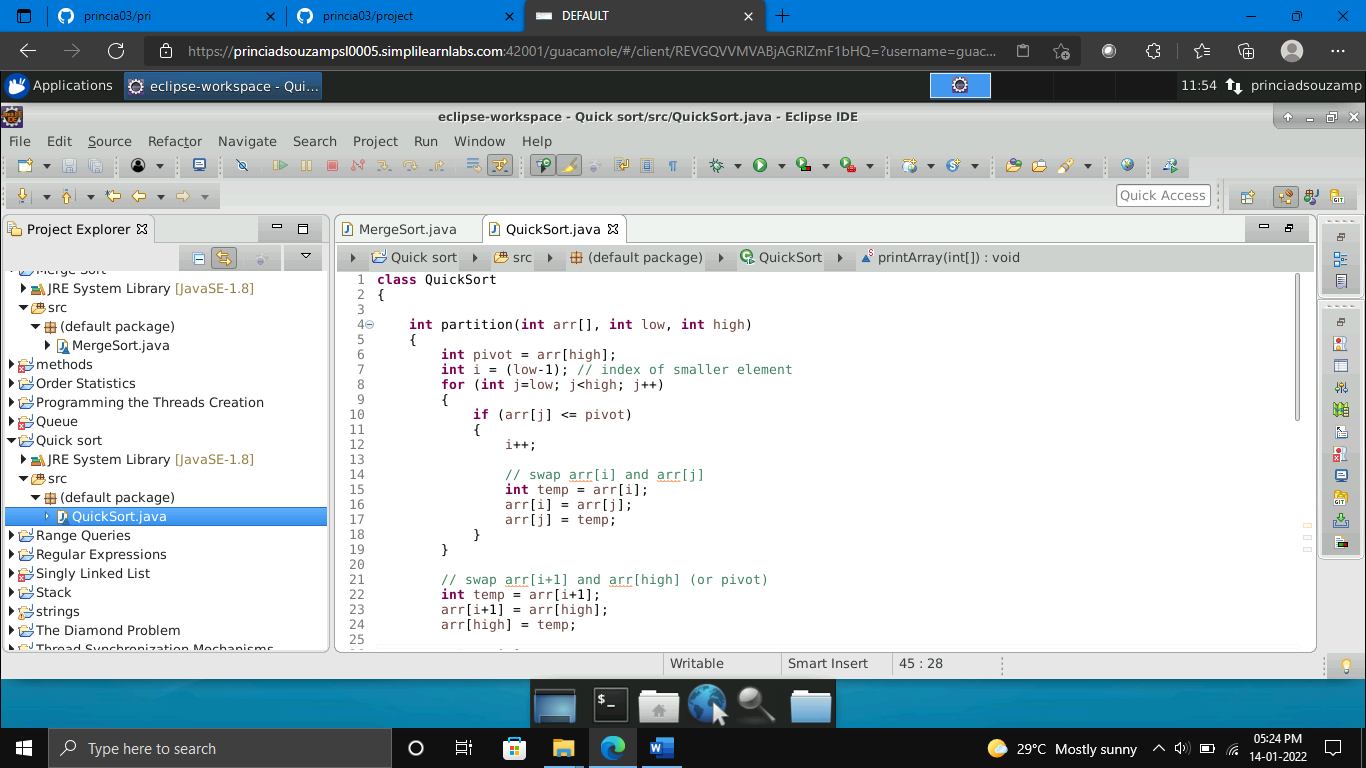 princia03/pri
princia03/project
DEFAULT
https://princiadsouzampsl0005.simplilearnlabs.com:42001/guacamole/#/client/REVGQVVMVABjAGRlZmF1bHQ=?username=guac...
Applications
eclipse-workspace - Qui...
11:54
princiadsouzamp
eclipse-workspace - Quick sort/src/QuickSort.java - Eclipse IDE
File Edit Source Refactor Navigate Search Project Run Window Help
Quick Access
Project Explorer
Merge Sort
JRE System Library [JavaSE-1.8]
src
(default package)
MergeSort.java
methods
Order Statistics
Programming the Threads Creation
Queue
Quick sort
JRE System Library [JavaSE-1.8]
src
(default package)
QuickSort.java
Range Queries
Regular Expressions
Singly Linked List
Stack
strings
The Diamond Problem
Thread Synchronization Mechanisms
MergeSort.java
QuickSort.java
Quick sort src (default package) QuickSort printArray(int[]) : void
1 class QuickSort
2 {
3
4 int partition(int arr[], int low, int high)
5 {
6 int pivot = arr[high];
7 int i = (low-1); // index of smaller element
8 for (int j=low; j<high; j++)
9 {
10 if (arr[j] <= pivot)
11 {
12 i++;
13
14 // swap arr[i] and arr[j]
15 int temp = arr[i];
16 arr[i] = arr[j];
17 arr[j] = temp;
18 }
19 }
20
21 // swap arr[i+1] and arr[high] (or pivot)
22 int temp = arr[i+1];
23 arr[i+1] = arr[high];
24 arr[high] = temp;
25
Writable
Smart Insert
45 : 28
Type here to search
29°C Mostly sunny
05:24 PM
14-01-2022